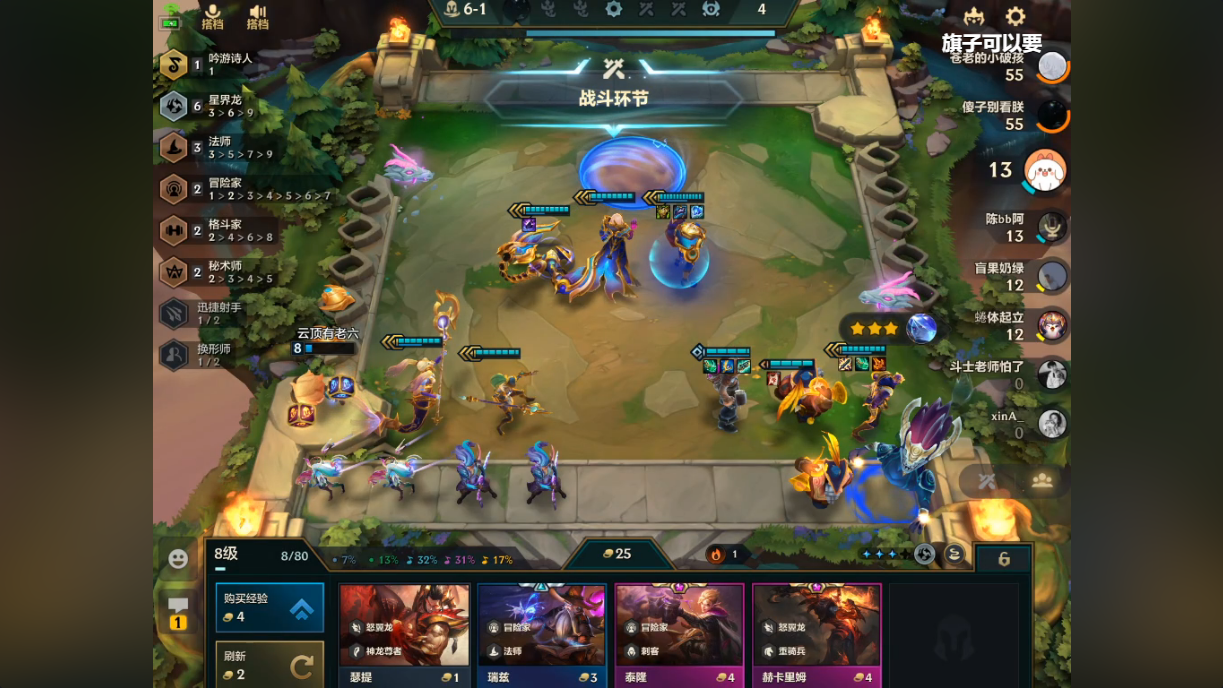 搭档
搭档
6-1
4
旗子可以要
战斗环节
1 吟游诗人
1
6 星界龙
3 > 6 > 9
3 法师
3 > 5 > 7 > 9
2 冒险家
1 > 2 > 3 > 4 > 5 > 6 > 7
2 格斗家
2 > 4 > 6 > 8
2 秘术师
2 > 3 > 4 > 5
迅捷射手
1 / 2
换形师
1 / 2
云顶有老六
8
苍老的小破孩
55
傻子别看朕
55
13
陈bb阿
13
盲果奶绿
12
蜷体起立
12
斗士老师怕了
0
xinA_
0
8级
8/80
7%
13%
32%
31%
17%
25
1
购买经验
4
刷新
2
1
怒翼龙
神龙尊者
瑟提
1
冒险家
法师
瑞兹
3
冒险家
刺客
泰隆
4
怒翼龙
重骑兵
赫卡里姆
4